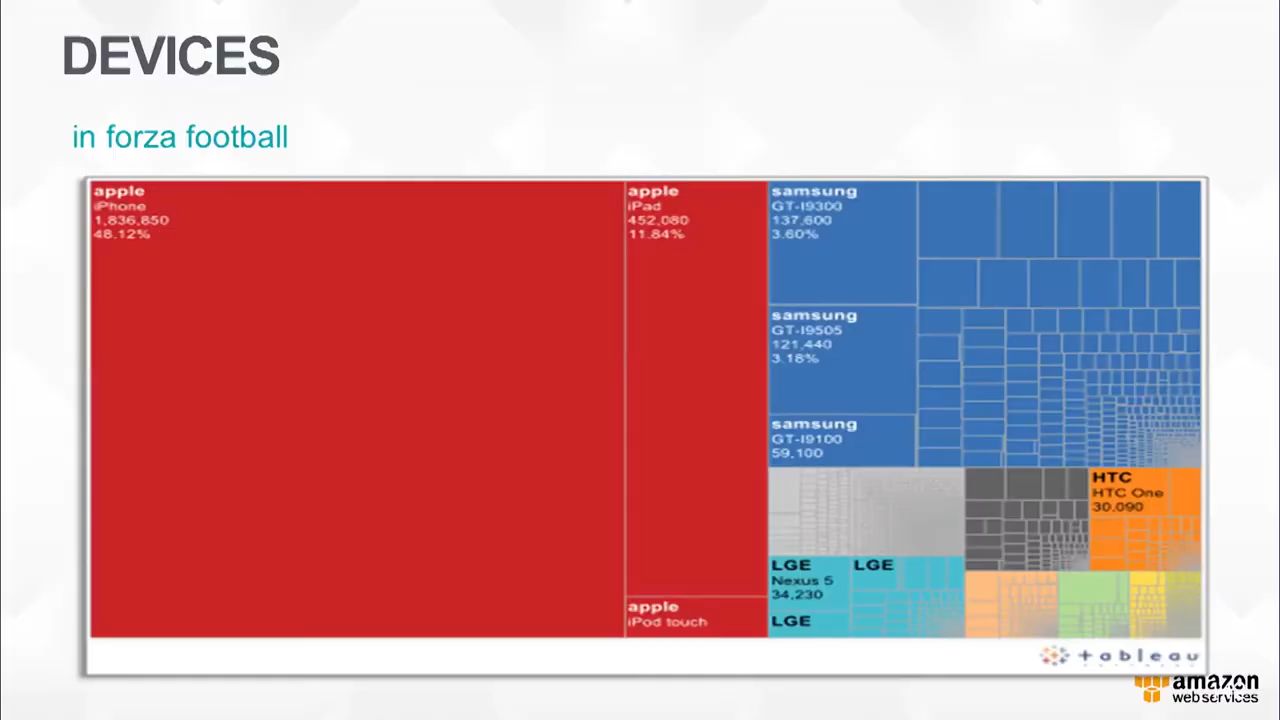 DEVICES
in forza football
apple
iPhone
1,836,850
48.12%
apple
iPad
452,080
11.84%
apple
iPod touch
samsung
GT-I9300
137,600
3.60%
samsung
GT-I9505
121,440
3.18%
samsung
GT-I9100
59,100
HTC
HTC One
30,090
LGE
Nexus 5
34,230
LGE
LGE
tableau
amazon
webservices